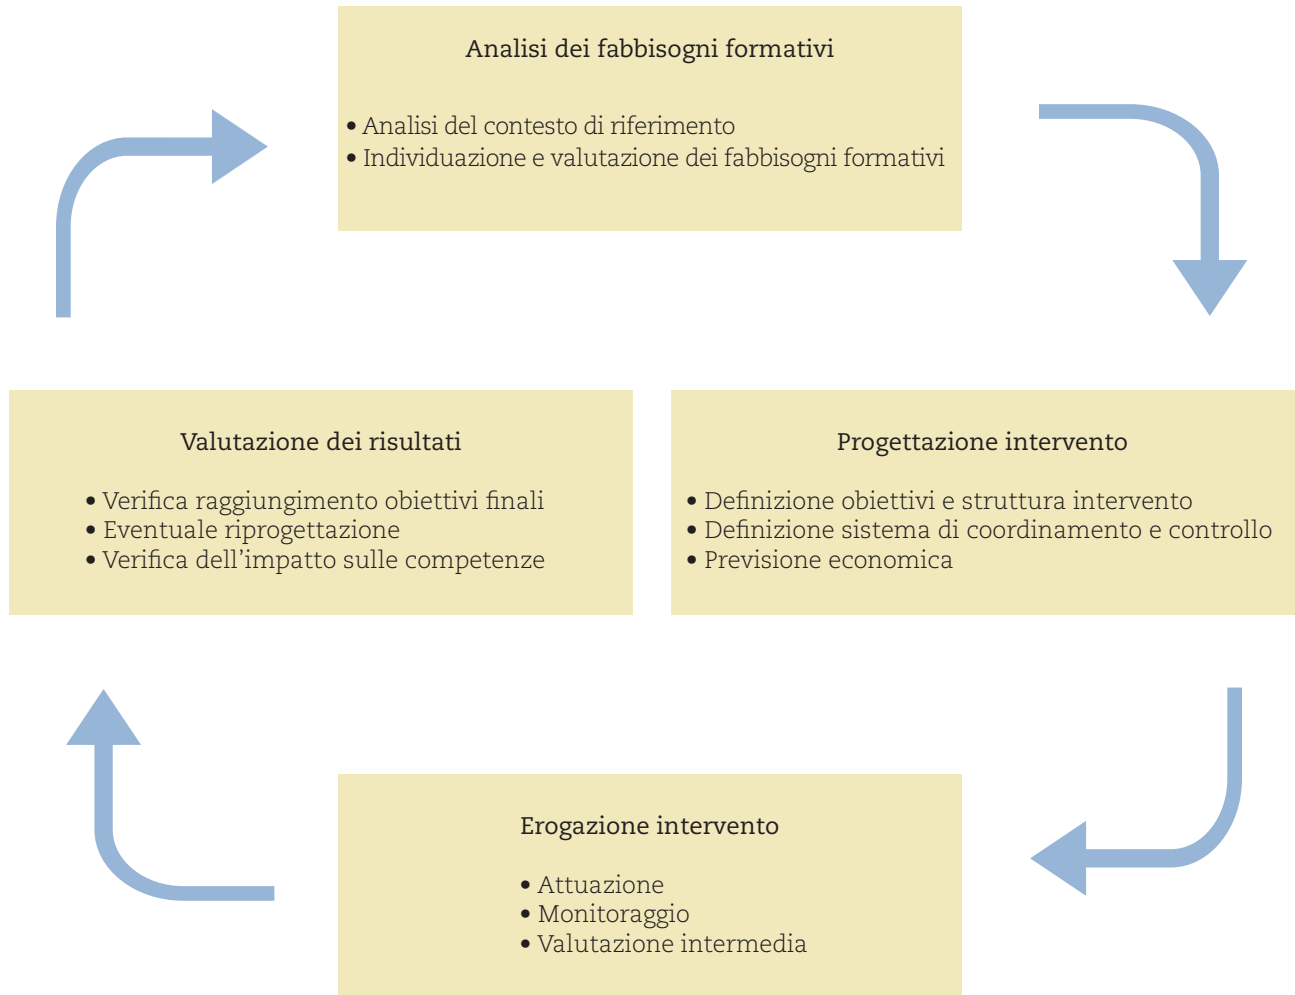 Analisi dei fabbisogni formativi
• Analisi del contesto di riferimento
• Individuazione e valutazione dei fabbisogni formativi
Valutazione dei risultati
• Verifica raggiungimento obiettivi finali
• Eventuale riprogettazione
• Verifica dell’impatto sulle competenze
Progettazione intervento
• Definizione obiettivi e struttura intervento
• Definizione sistema di coordinamento e controllo
• Previsione economica
Erogazione intervento
• Attuazione
• Monitoraggio
• Valutazione intermedia